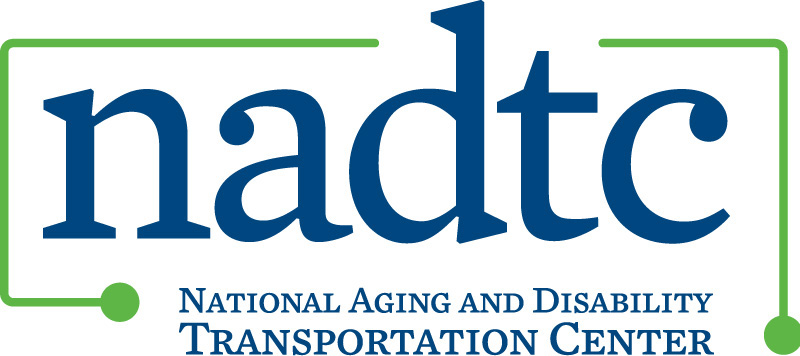 nadtc
National Aging and Disability
Transportation Center